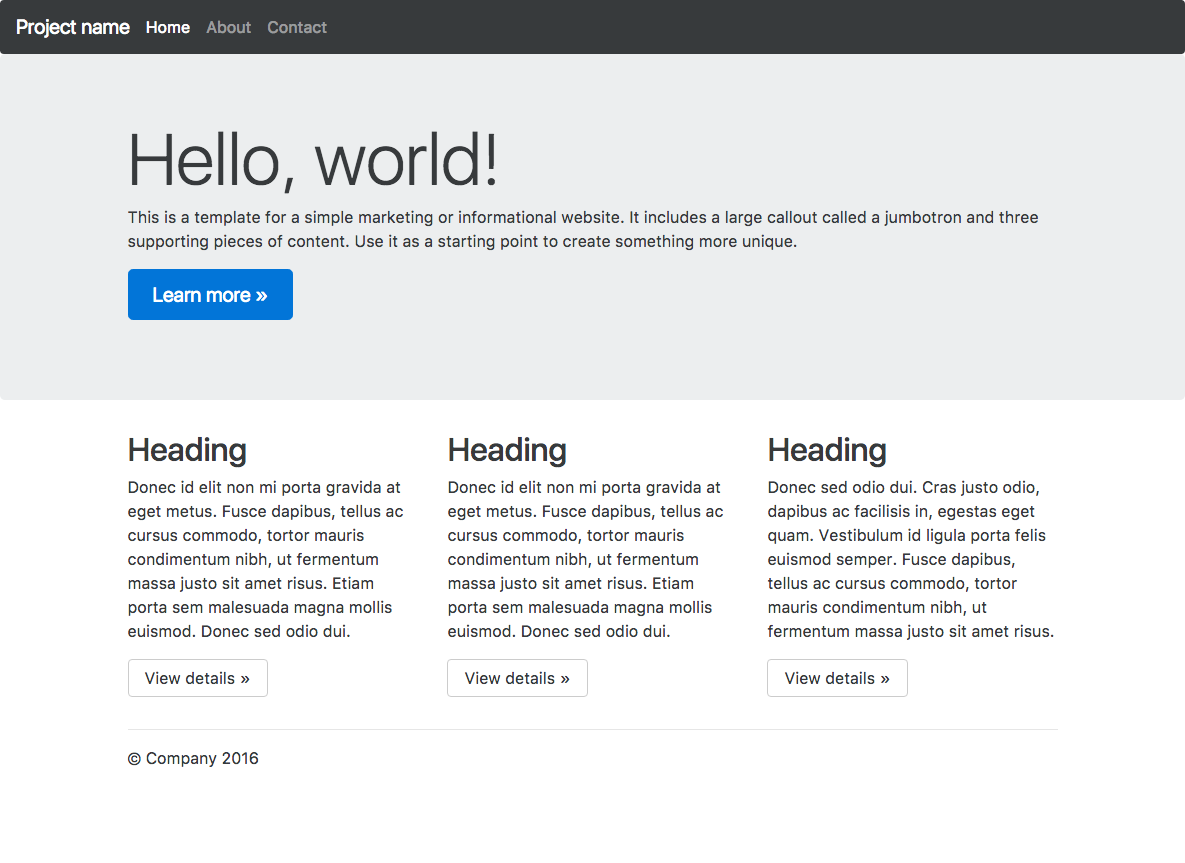 Project name Home About Contact
Hello, world!
This is a template for a simple marketing or informational website. It includes a large callout called a jumbotron and three
supporting pieces of content. Use it as a starting point to create something more unique.
Learn more »
Heading
Donec id elit non mi porta gravida at
eget metus. Fusce dapibus, tellus ac
cursus commodo, tortor mauris
condimentum nibh, ut fermentum
massa justo sit amet risus. Etiam
porta sem malesuada magna mollis
euismod. Donec sed odio dui.
View details »
Heading
Donec id elit non mi porta gravida at
eget metus. Fusce dapibus, tellus ac
cursus commodo, tortor mauris
condimentum nibh, ut fermentum
massa justo sit amet risus. Etiam
porta sem malesuada magna mollis
euismod. Donec sed odio dui.
View details »
Heading
Donec sed odio dui. Cras justo odio,
dapibus ac facilisis in, egestas eget
quam. Vestibulum id ligula porta felis
euismod semper. Fusce dapibus,
tellus ac cursus commodo, tortor
mauris condimentum nibh, ut
fermentum massa justo sit amet risus.
View details »
© Company 2016